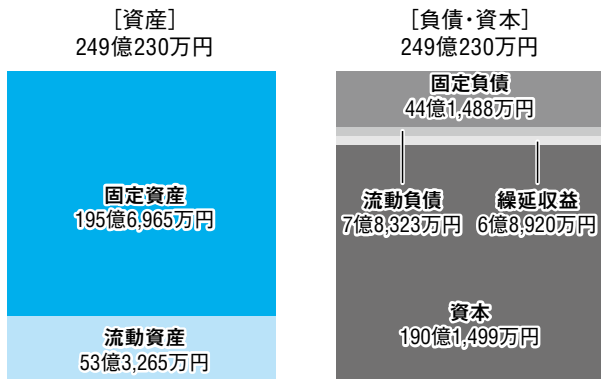 [資産]
249億230万円
固定資産
195億6,965万円
流動資産
53億3,265万円
[負債・資本]
249億230万円
固定負債
44億1,488万円
流動負債
7億8,323万円
繰延収益
6億8,920万円
資本
190億1,499万円